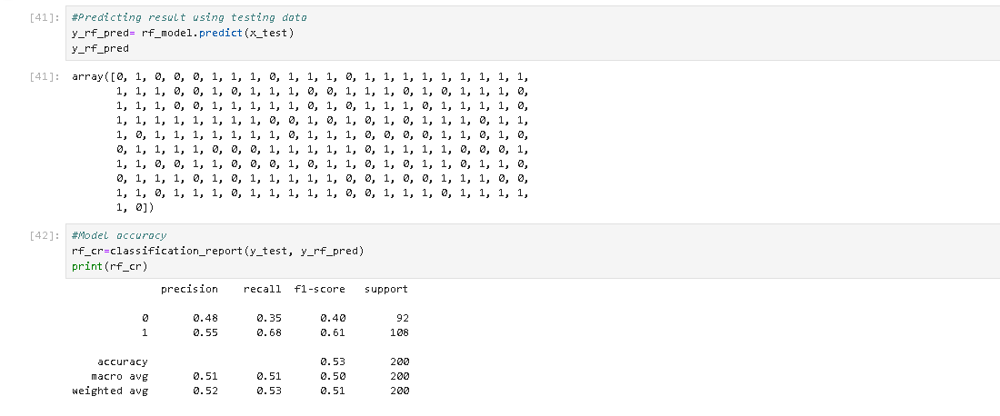 [41]: #Predicting result using testing data
y_rf_pred= rf_model.predict(x_test)
y_rf_pred
[41]: array([0, 1, 0, 0, 0, 1, 1, 1, 0, 1, 1, 1, 0, 1, 1, 1, 1, 1, 1, 1, 1, 1,
1, 1, 1, 0, 0, 1, 0, 1, 1, 1, 0, 0, 1, 1, 1, 0, 1, 0, 1, 1, 1, 0,
1, 1, 1, 0, 0, 1, 1, 1, 1, 0, 1, 1, 0, 1, 0, 1, 0, 1, 1, 1, 1, 0,
1, 1, 1, 1, 1, 1, 1, 1, 0, 0, 1, 0, 1, 0, 1, 0, 1, 1, 1, 0, 1, 1,
1, 0, 1, 1, 1, 1, 1, 1, 1, 0, 1, 1, 1, 0, 0, 0, 0, 1, 1, 0, 1, 0,
0, 1, 1, 1, 1, 0, 0, 0, 1, 1, 1, 1, 1, 0, 1, 1, 1, 1, 0, 0, 0, 1,
1, 1, 0, 0, 1, 1, 0, 0, 0, 1, 0, 1, 1, 0, 1, 0, 1, 1, 0, 1, 1, 0,
0, 1, 1, 1, 0, 1, 0, 1, 1, 1, 1, 1, 0, 0, 1, 0, 0, 1, 1, 1, 0, 0,
1, 1, 0, 1, 1, 1, 0, 1, 1, 1, 1, 1, 0, 0, 1, 1, 1, 0, 1, 1, 1, 1,
1, 0])
[42]: #Model accuracy
rf_cr=classification_report(y_test, y_rf_pred)
print(rf_cr)
precision recall f1-score support
0 0.48 0.35 0.40 92
1 0.55 0.68 0.61 108
accuracy 0.53 200
macro avg 0.51 0.51 0.50 200
weighted avg 0.52 0.53 0.51 200